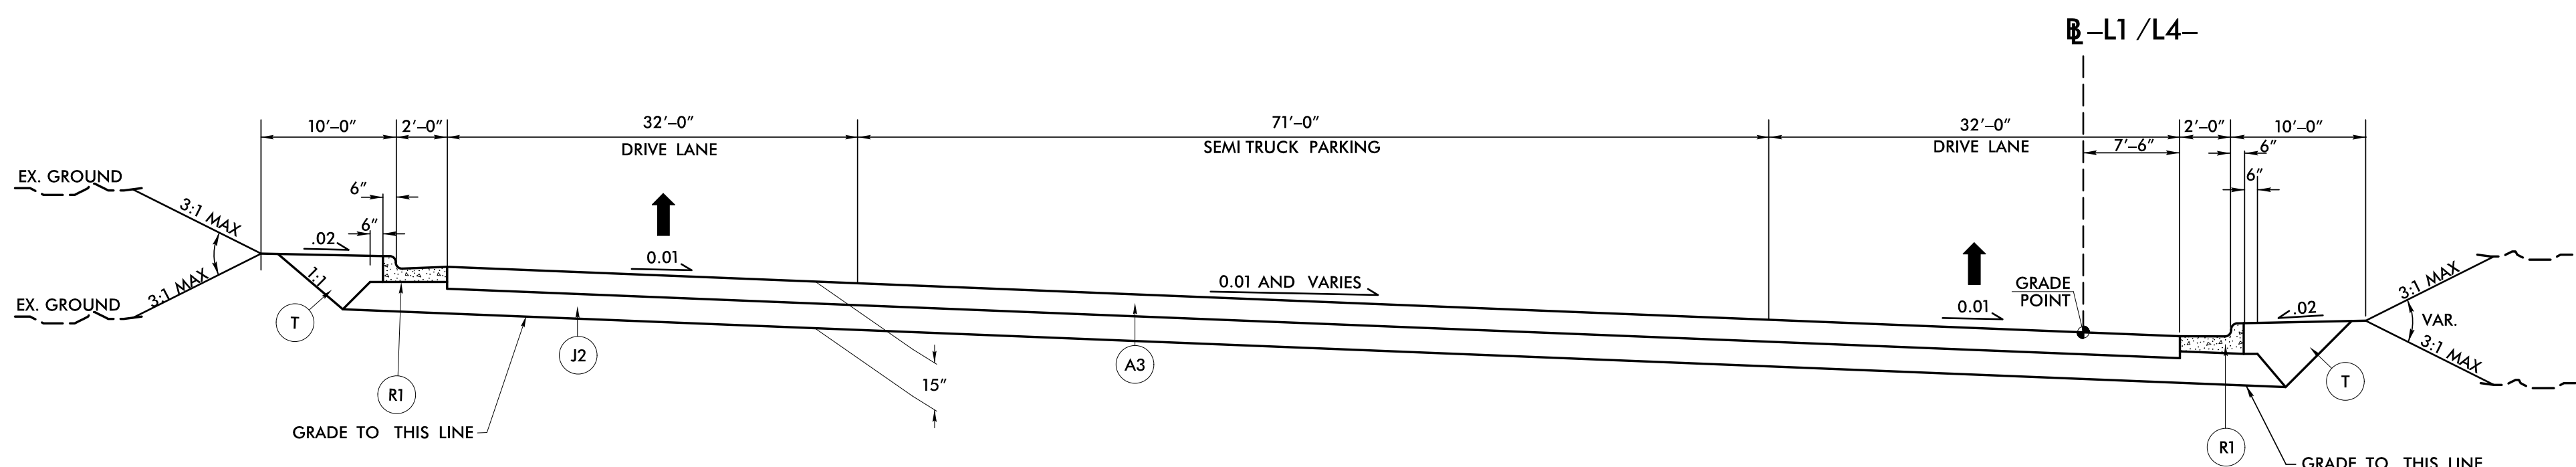 BL –L1 /L4–
10'–0" 2'–0" 32'–0" 71'–0" 32'–0" 2'–0" 10'–0"
DRIVE LANE SEMI TRUCK PARKING DRIVE LANE 7'–6" 6"
EX. GROUND 6" 6"
3:1 MAX 6" .02
0.01 0.01 AND VARIES GRADE
POINT 0.01 .02 3:1 MAX
EX. GROUND 3:1 MAX 1:1 VAR.
T J2 A3 3:1 MAX
15" T
R1
GRADE TO THIS LINE R1
GRADE TO THIS LINE